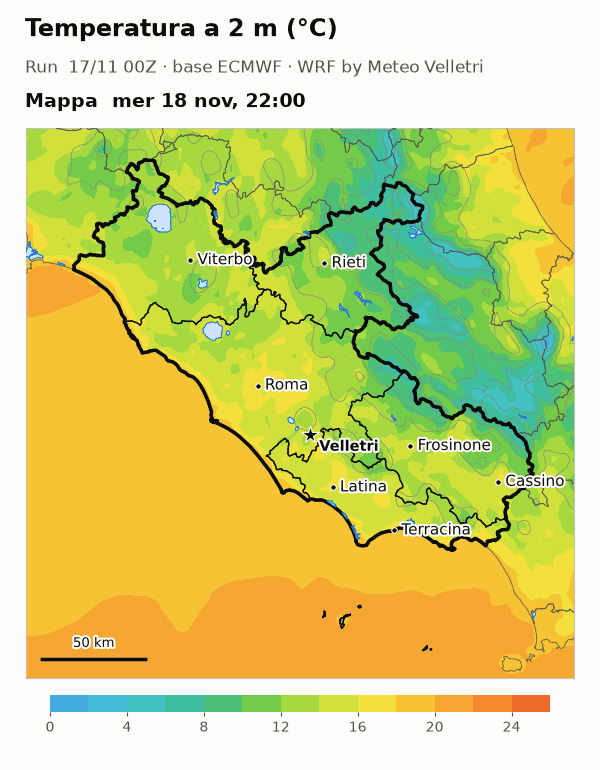 Temperatura a 2 m (°C)
Run  17/11 00Z · base ECMWF · WRF by Meteo Velletri
Mappa  mer 18 nov, 22:00
Viterbo
Rieti
Roma
Velletri
Frosinone
Cassino
Latina
Terracina
50 km
0 4 8 12 16 20 24